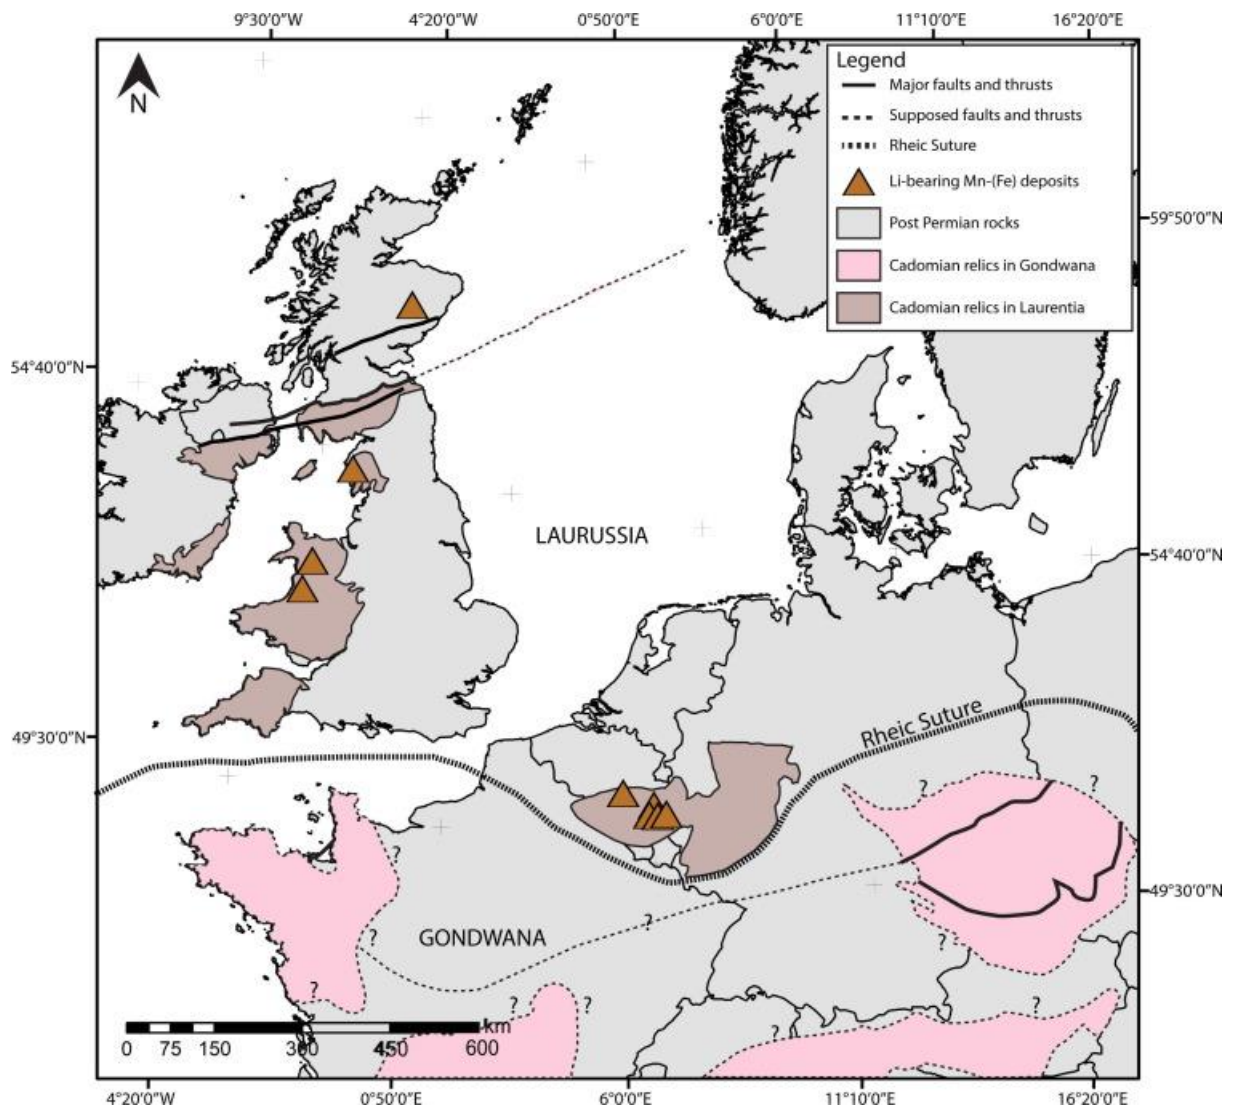 9°30'0"W 4°20'0"W 0°50'0"E 6°0'0"E 11°10'0"E 16°20'0"E
N
Legend
Major faults and thrusts
Supposed faults and thrusts
Rheic Suture
Li-bearing Mn-(Fe) deposits
Post Permian rocks
Cadomian relics in Gondwana
Cadomian relics in Laurentia
59°50'0"N
54°40'0"N
LAURUSSIA
54°40'0"N
Rheic Suture
49°30'0"N
? ?
?
49°30'0"N
?
? GONDWANA ?
? ? ? ?
?
km
0 75 150 300 450 600
4°20'0"W 0°50'0"E 6°0'0"E 11°10'0"E 16°20'0"E